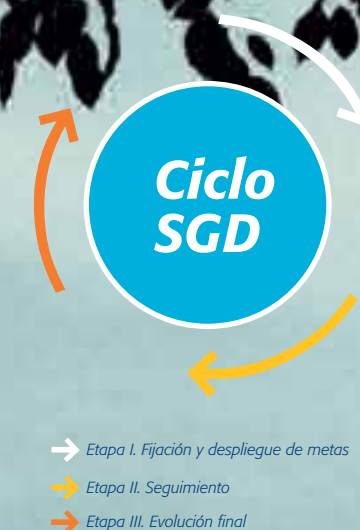 Ciclo
SGD
Etapa I. Fijación y despliegue de metas
Etapa II. Seguimiento
Etapa III. Evolución final